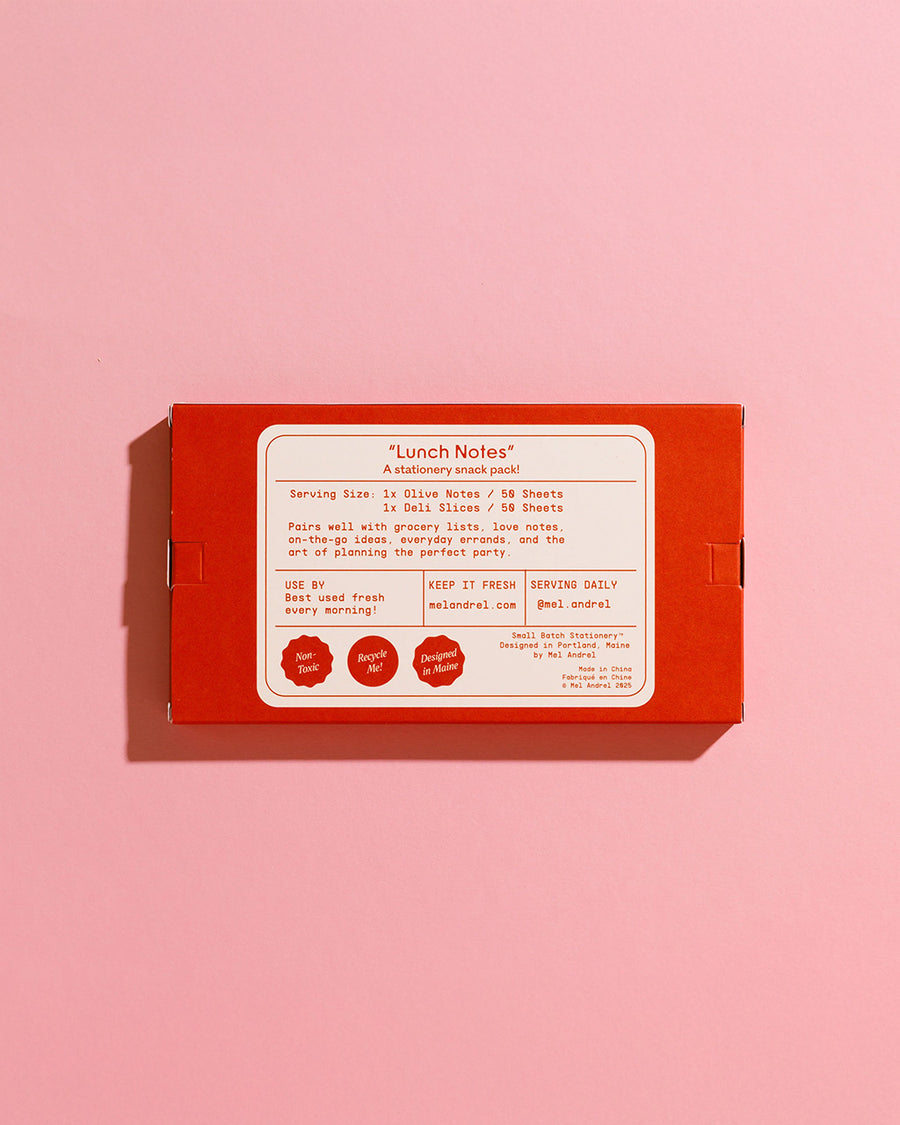 “Lunch Notes”
A stationery snack pack!
Serving Size: 1x Olive Notes / 50 Sheets
1x Deli Slices / 50 Sheets
Pairs well with grocery lists, love notes,
on-the-go ideas, everyday errands, and the
art of planning the perfect party.
USE BY
Best used fresh
every morning!
KEEP IT FRESH
melandrel.com
SERVING DAILY
@mel.andrel
Non-
Toxic
Recycle
Me!
Designed
in Maine
Small Batch Stationery™
Designed in Portland, Maine
by Mel Andrel
Made in China
Fabriqué en Chine
© Mel Andrel 2025